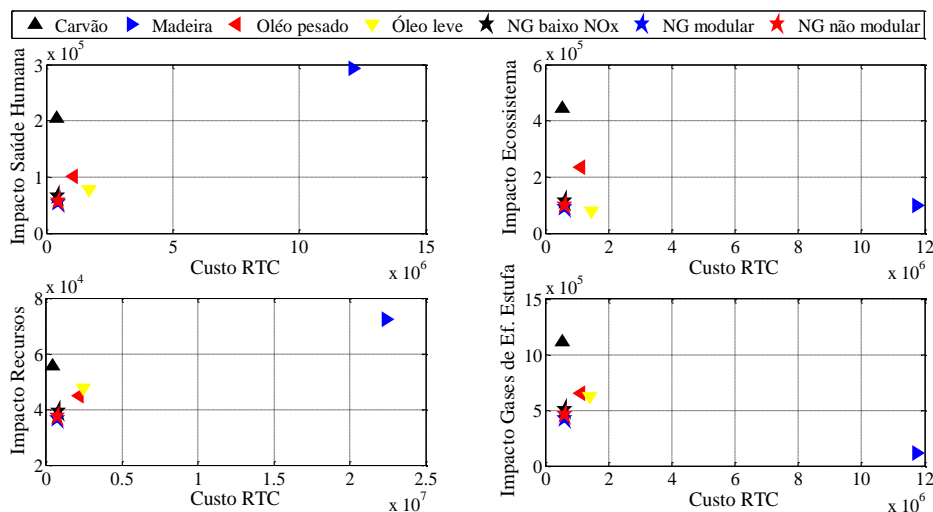 Carvão Madeira Oléo pesado Óleo leve NG baixo NOx NG modular NG não modular
x 10^5
3
2
1
0
Impacto Saúde Humana
0 5 10 15
Custo RTC
x 10^6
x 10^5
6
4
2
0
Impacto Ecossistema
0 2 4 6 8 10 12
Custo RTC
x 10^6
x 10^4
8
6
4
2
Impacto Recursos
0 0.5 1 1.5 2 2.5
Custo RTC
x 10^7
x 10^5
15
10
5
0
Impacto Gases de Ef. Estufa
0 2 4 6 8 10 12
Custo RTC
x 10^6